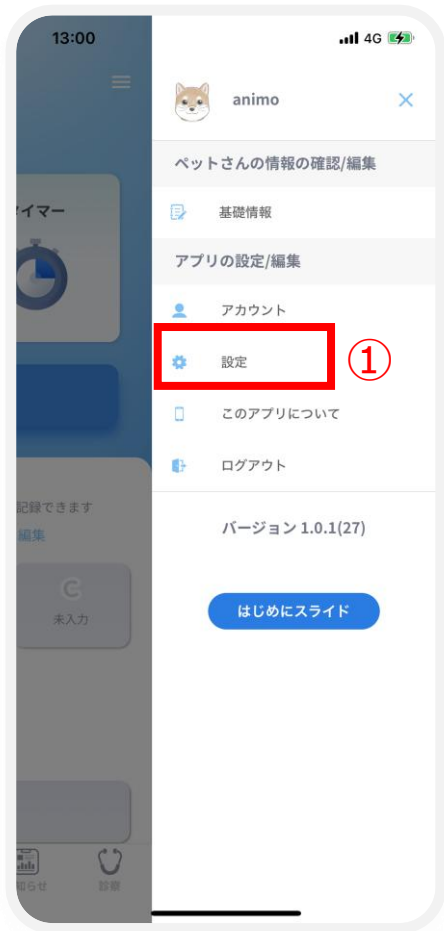 13:00
4G
animo
ペットさんの情報の確認/編集
イマー
基礎情報
アプリの設定/編集
アカウント
設定
①
このアプリについて
ログアウト
記録できます
編集
バージョン 1.0.1(27)
はじめにスライド
未入力
知らせ
診療